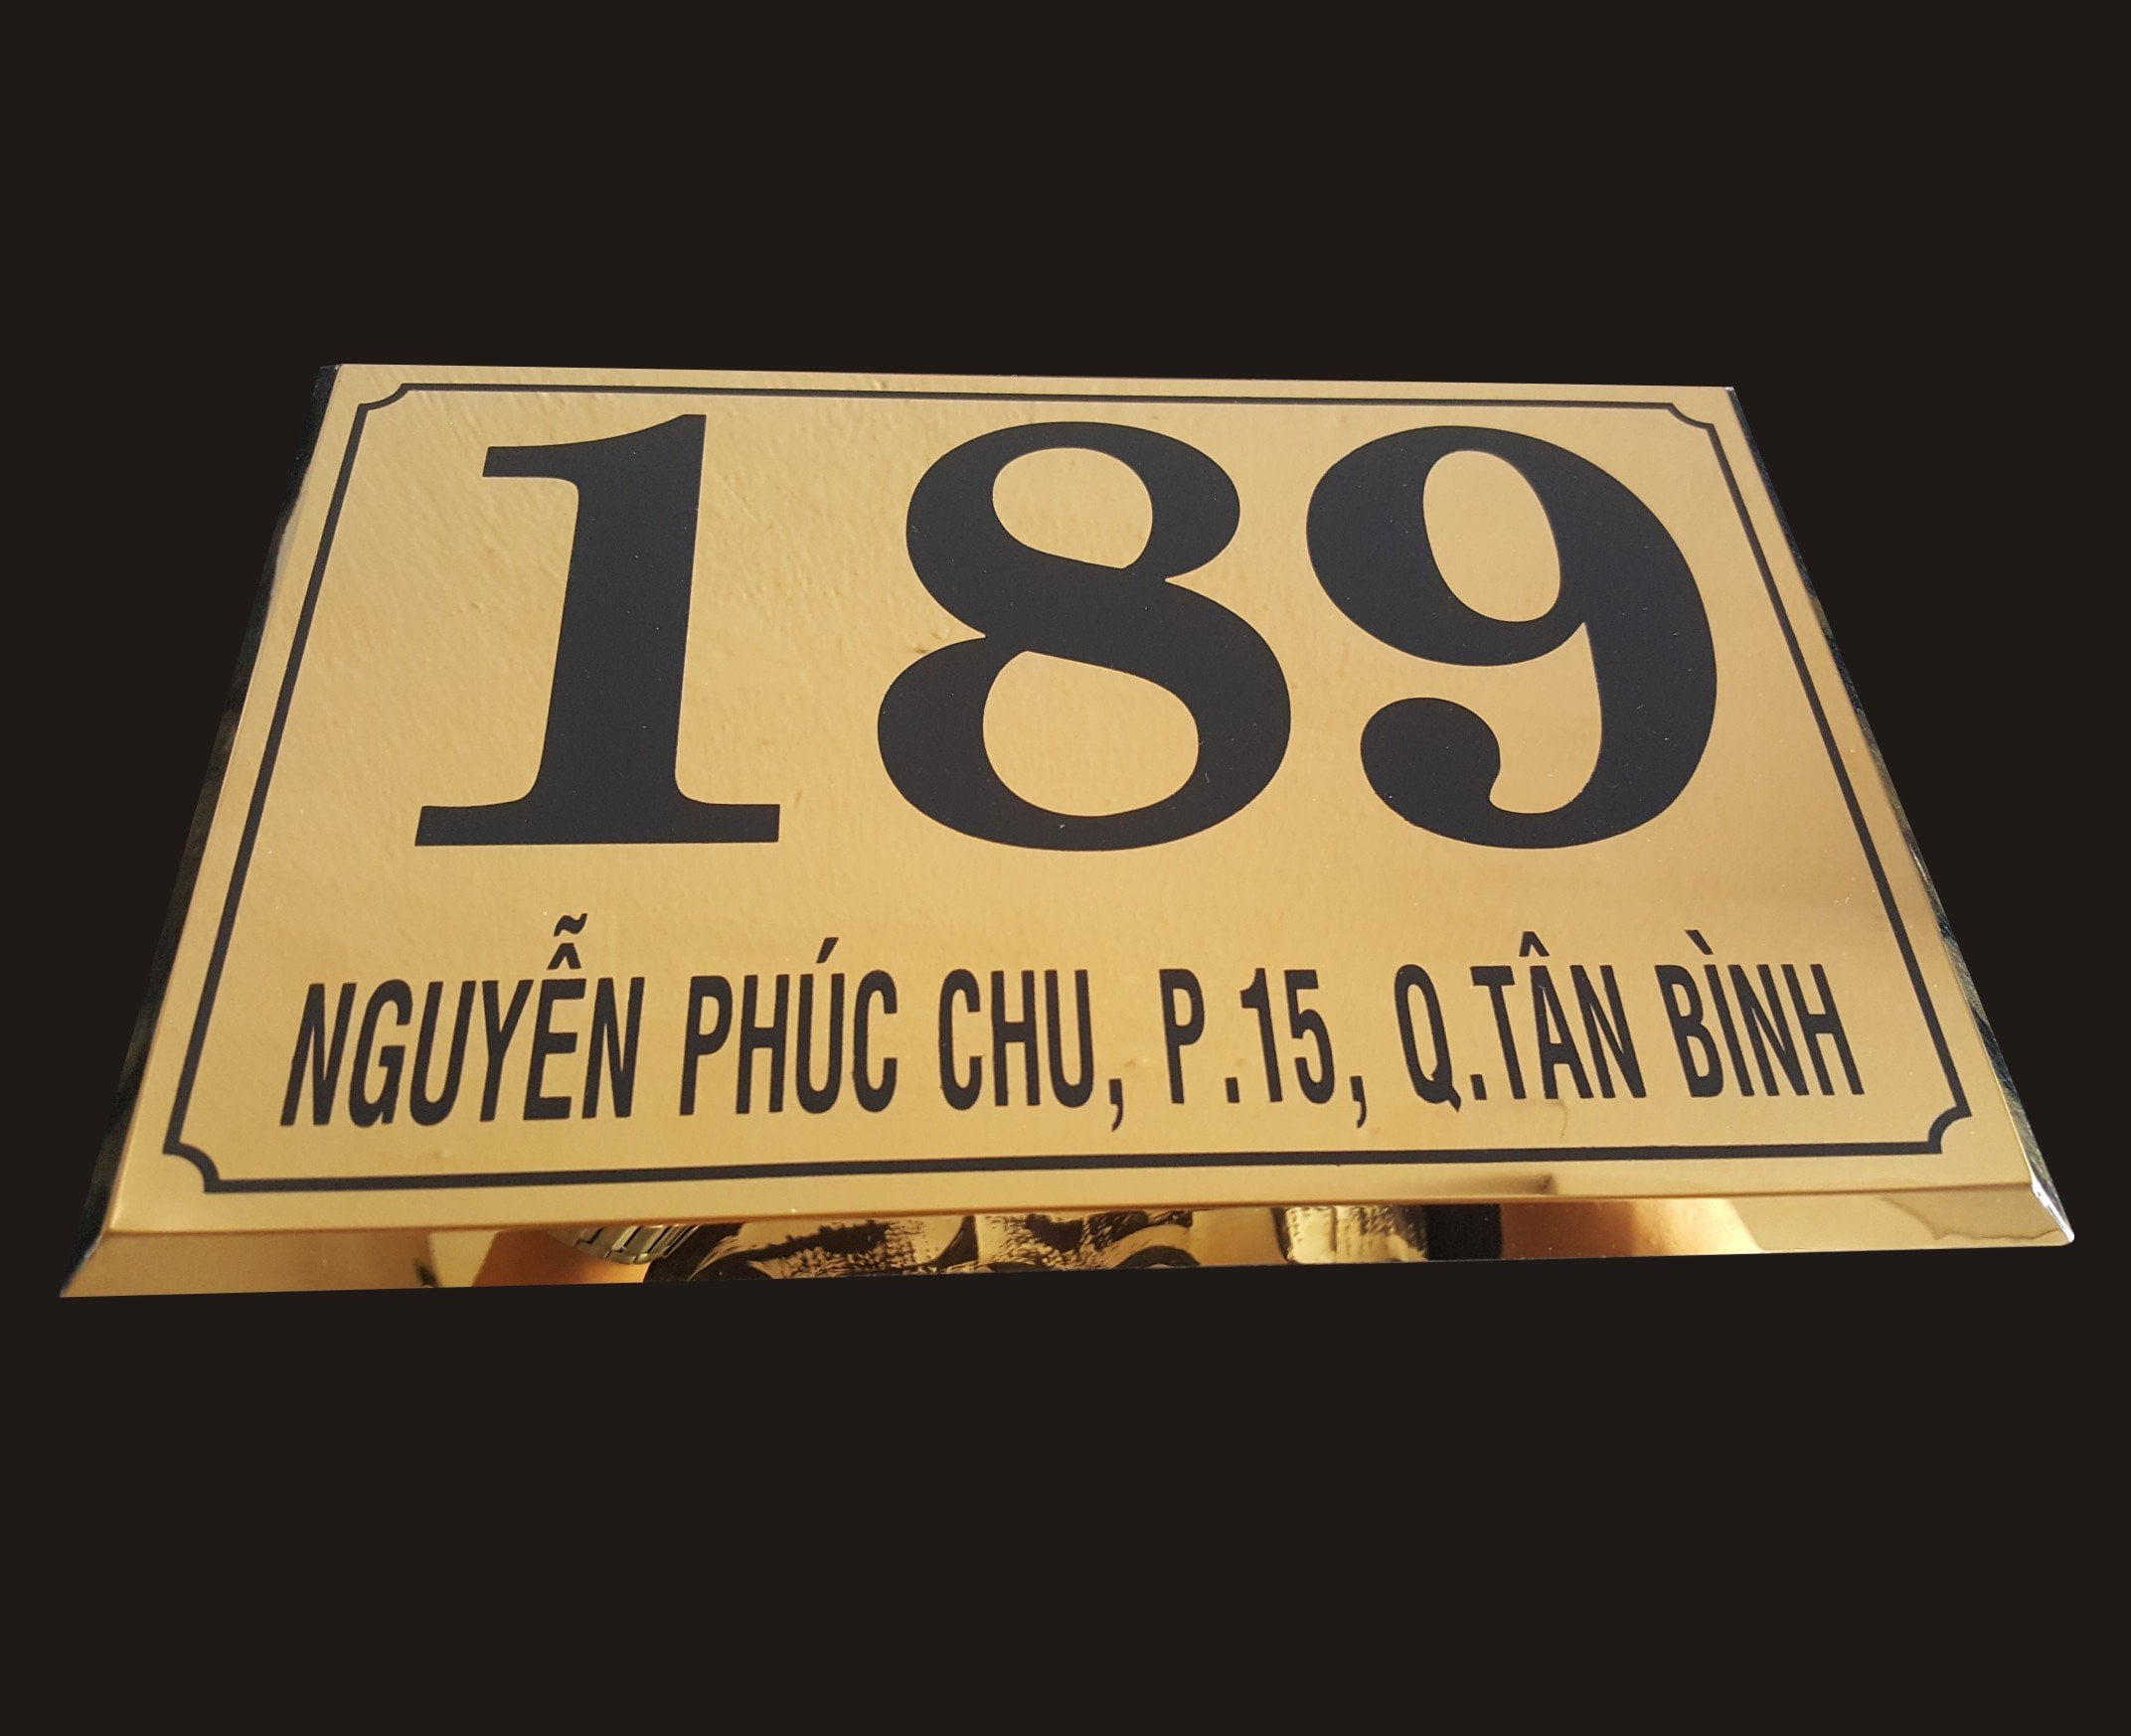 189
NGUYỄN PHÚC CHU, P.15, Q.TÂN BÌNH